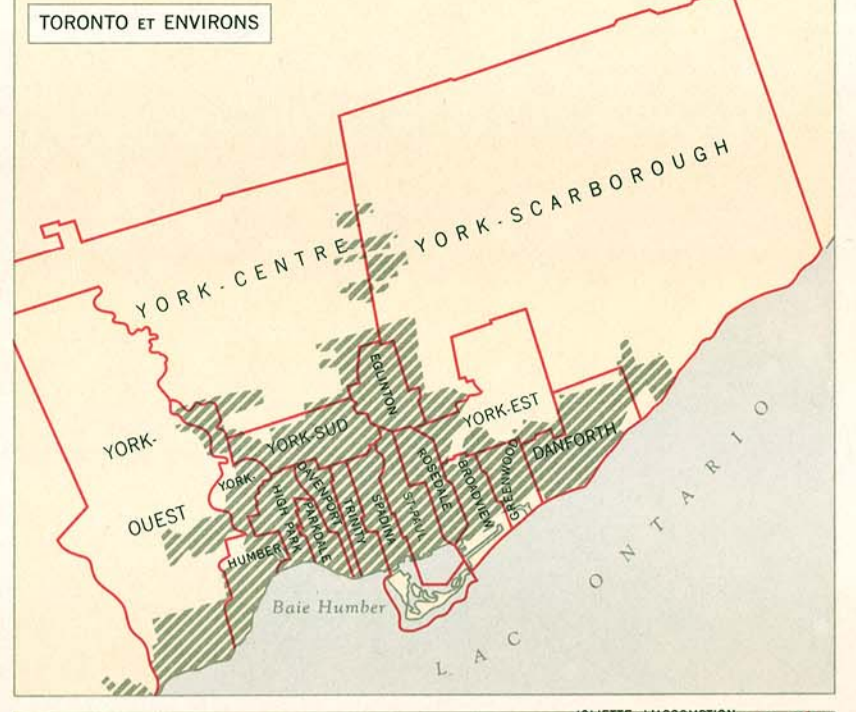 TORONTO ET ENVIRONS
YORK-SCARBOROUGH
YORK-CENTRE
EGLINTON
YORK-EST
YORK-SUD
DANFORTH
YORK-
OUEST
YORK-
HUMBER
HIGH PARK
PARKDALE
DAVENPORT
TRINITY
SPADINA
ST-PAUL
ROSEDALE
BROADVIEW
GREENWOOD
Baie Humber
LAC ONTARIO